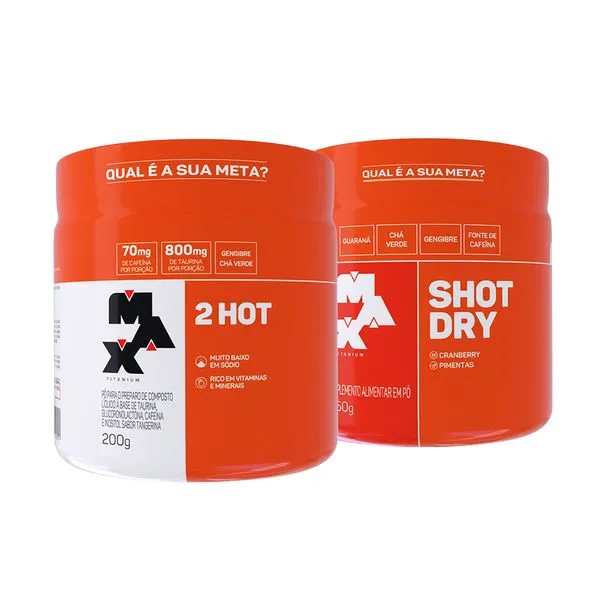 QUAL É A SUA META?
70mg
DE CAFEÍNA
POR PORÇÃO
800mg
DE TAURINA
POR PORÇÃO
GENGIBRE
CHÁ VERDE
MAX
TITANIUM
2 HOT
MUITO BAIXO
EM SÓDIO
RICO EM VITAMINAS
E MINERAIS
PÓ PARA O PREPARO DE COMPOSTO
LÍQUIDO À BASE DE TAURINA,
GLUCORONOLACTONA, CAFEÍNA
E INOSITOL SABOR TANGERINA
200g
QUAL É A SUA META?
GUARANÁ
CHÁ
VERDE
GENGIBRE
FONTE DE
CAFEÍNA
MAX
TITANIUM
SHOT
DRY
CRANBERRY
PIMENTAS
PLEMENTO ALIMENTAR EM PÓ
50g